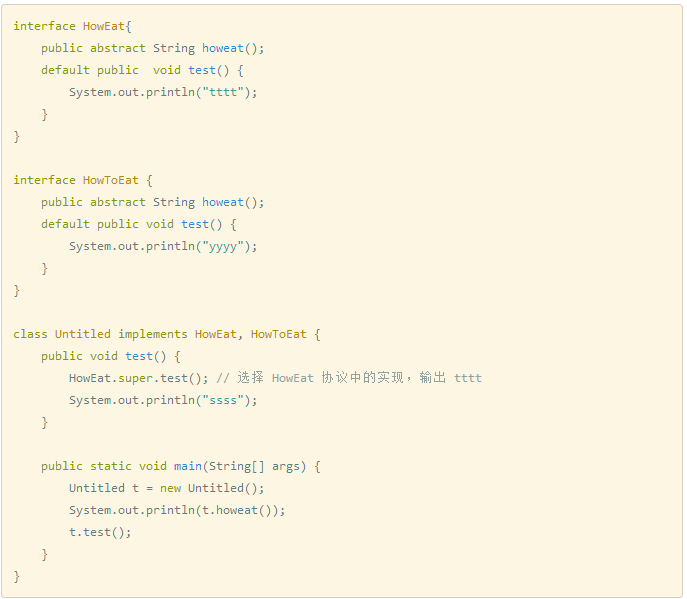 interface HowEat{
    public abstract String howeat();
    default public  void test() {
        System.out.println("tttt");
    }
}

interface HowToEat {
    public abstract String howeat();
    default public void test() {
        System.out.println("yyyy");
    }
}

class Untitled implements HowEat, HowToEat {
    public void test() {
        HowEat.super.test(); // 选择 HowEat 协议中的实现，输出 tttt
        System.out.println("ssss");
    }

    public static void main(String[] args) {
        Untitled t = new Untitled();
        System.out.println(t.howeat());
        t.test();
    }
}